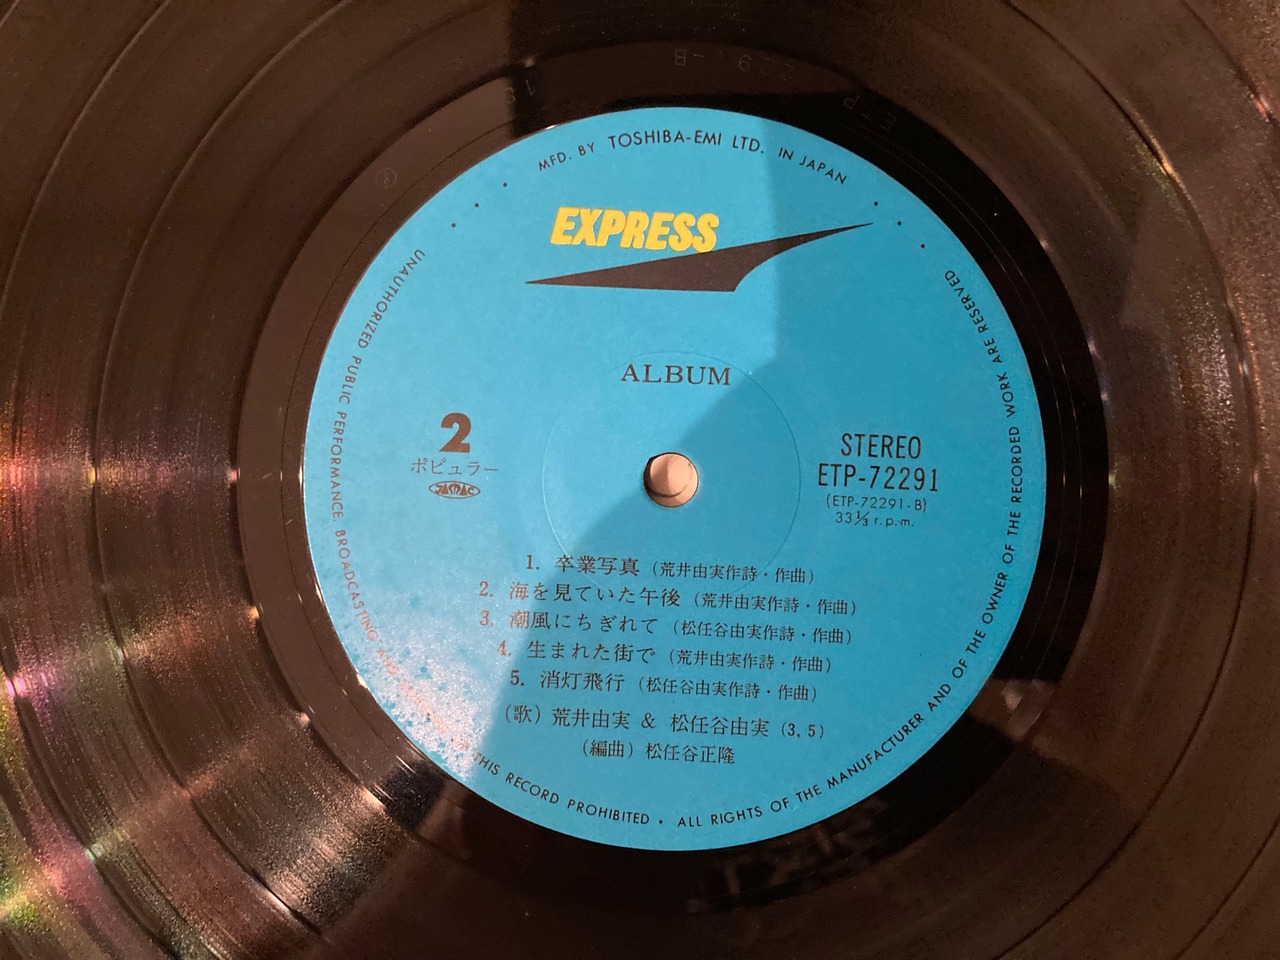 MFD. BY TOSHIBA-EMI LTD. IN JAPAN
EXPRESS
ALBUM
2
ポピュラー
JASRAC
STEREO
ETP-72291
(ETP-72291-B)
33⅓ r.p.m.
1. 卒業写真 (荒井由実作詩・作曲)
2. 海を見ていた午後 (荒井由実作詩・作曲)
3. 潮風にちぎれて (松任谷由実作詩・作曲)
4. 生まれた街で (荒井由実作詩・作曲)
5. 消灯飛行 (松任谷由実作詩・作曲)
(歌) 荒井由実 & 松任谷由実 (3, 5)
(編曲) 松任谷正隆
UNAUTHORIZED PUBLIC PERFORMANCE, BROADCASTING THIS RECORD PROHIBITED • ALL RIGHTS OF THE MANUFACTURER AND OF THE OWNER OF THE RECORDED WORK ARE RESERVED